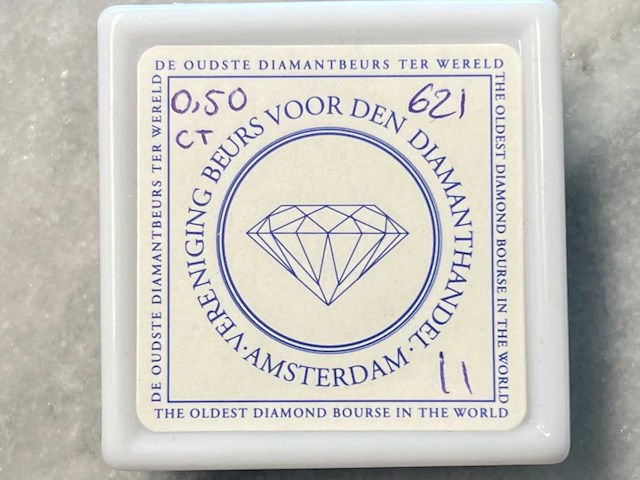 DE OUDSTE DIAMANTBEURS TER WERELD
THE OLDEST DIAMOND BOURSE IN THE WORLD
THE OLDEST DIAMOND BOURSE IN THE WORLD
DE OUDSTE DIAMANTBEURS TER WERELD
0,50
CT
621
VERENIGING BEURS VOOR DEN DIAMANTHANDEL
·AMSTERDAM·
11